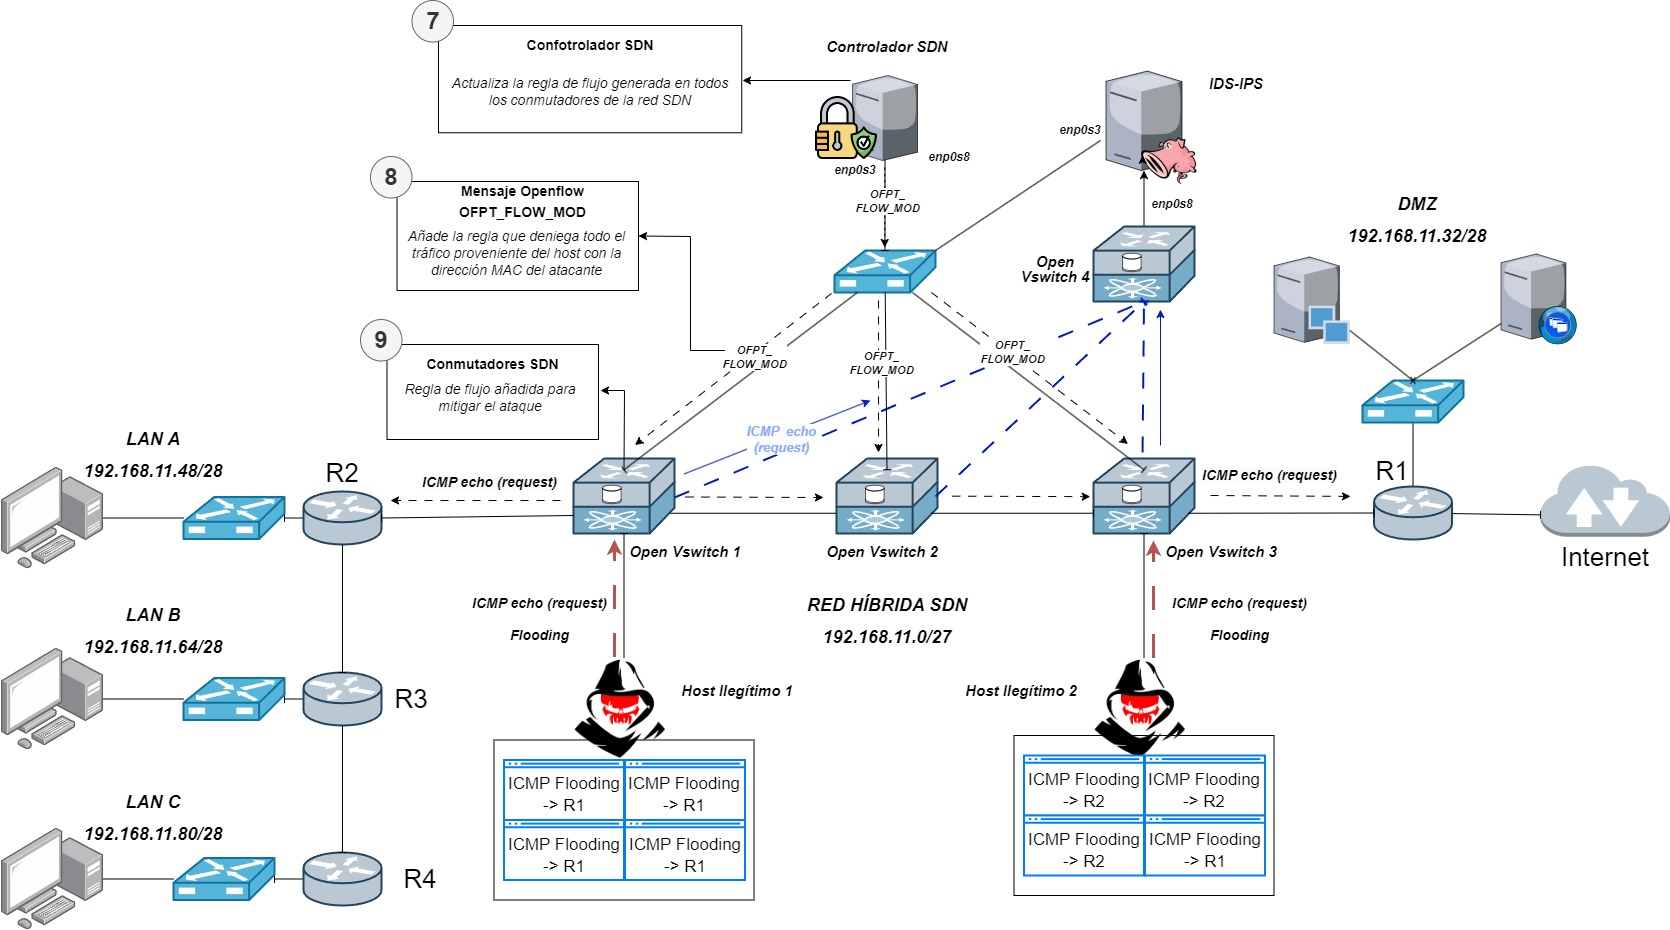 7
Confotrolador SDN
Actualiza la regla de flujo generada en todos
los conmutadores de la red SDN
Controlador SDN
IDS-IPS
enp0s3
enp0s8
enp0s3
OFPT_
FLOW_MOD
8
Mensaje Openflow
OFPT_FLOW_MOD
Añade la regla que deniega todo el
tráfico proveniente del host con la
dirección MAC del atacante
enp0s8
DMZ
192.168.11.32/28
Open
Vswitch 4
9
Conmutadores SDN
Regla de flujo añadida para
mitigar el ataque
OFPT_
FLOW_MOD
OFPT_
FLOW_MOD
OFPT_
FLOW_MOD
ICMP echo
(request)
LAN A
192.168.11.48/28
R2
ICMP echo (request)
ICMP echo (request)
R1
Internet
Open Vswitch 1
Open Vswitch 2
Open Vswitch 3
ICMP echo (request)
Flooding
RED HÍBRIDA SDN
192.168.11.0/27
ICMP echo (request)
Flooding
LAN B
192.168.11.64/28
R3
Host Ilegítimo 1
Host Ilegítimo 2
ICMP Flooding
-> R1
ICMP Flooding
-> R1
ICMP Flooding
-> R1
ICMP Flooding
-> R1
ICMP Flooding
-> R2
ICMP Flooding
-> R2
ICMP Flooding
-> R2
ICMP Flooding
-> R1
LAN C
192.168.11.80/28
R4